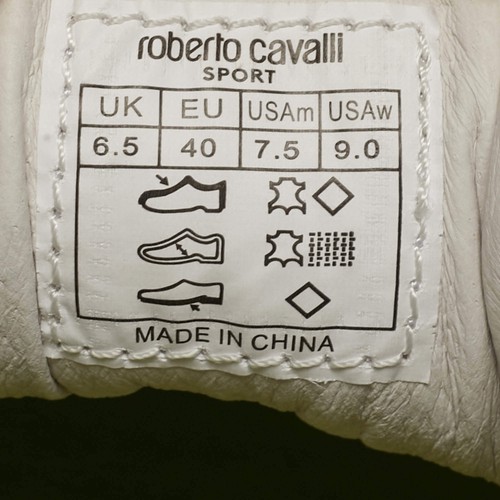 roberto cavalli
SPORT
UK EU USAm USAw
6.5 40 7.5 9.0
MADE IN CHINA